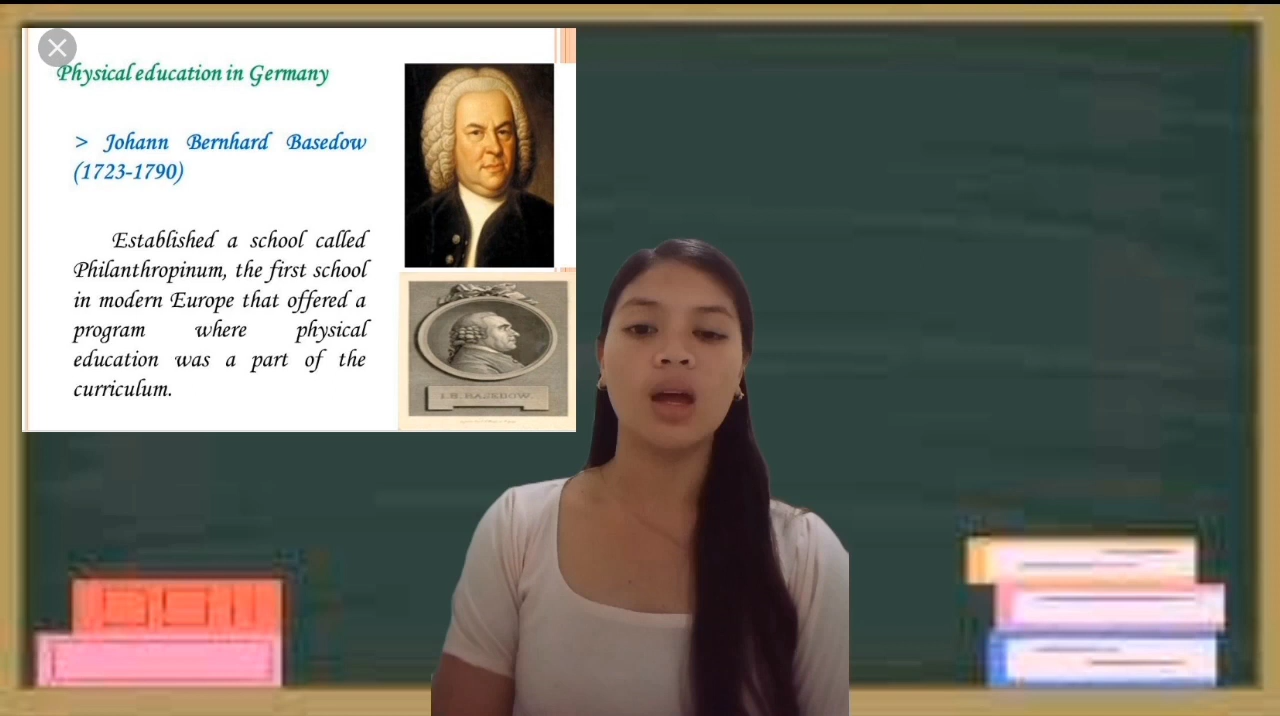 Physical education in Germany
> Johann Bernhard Basedow
(1723-1790)
Established a school called
Philanthropinum, the first school
in modern Europe that offered a
program where physical
education was a part of the
curriculum.
I. B. BASEDOW.